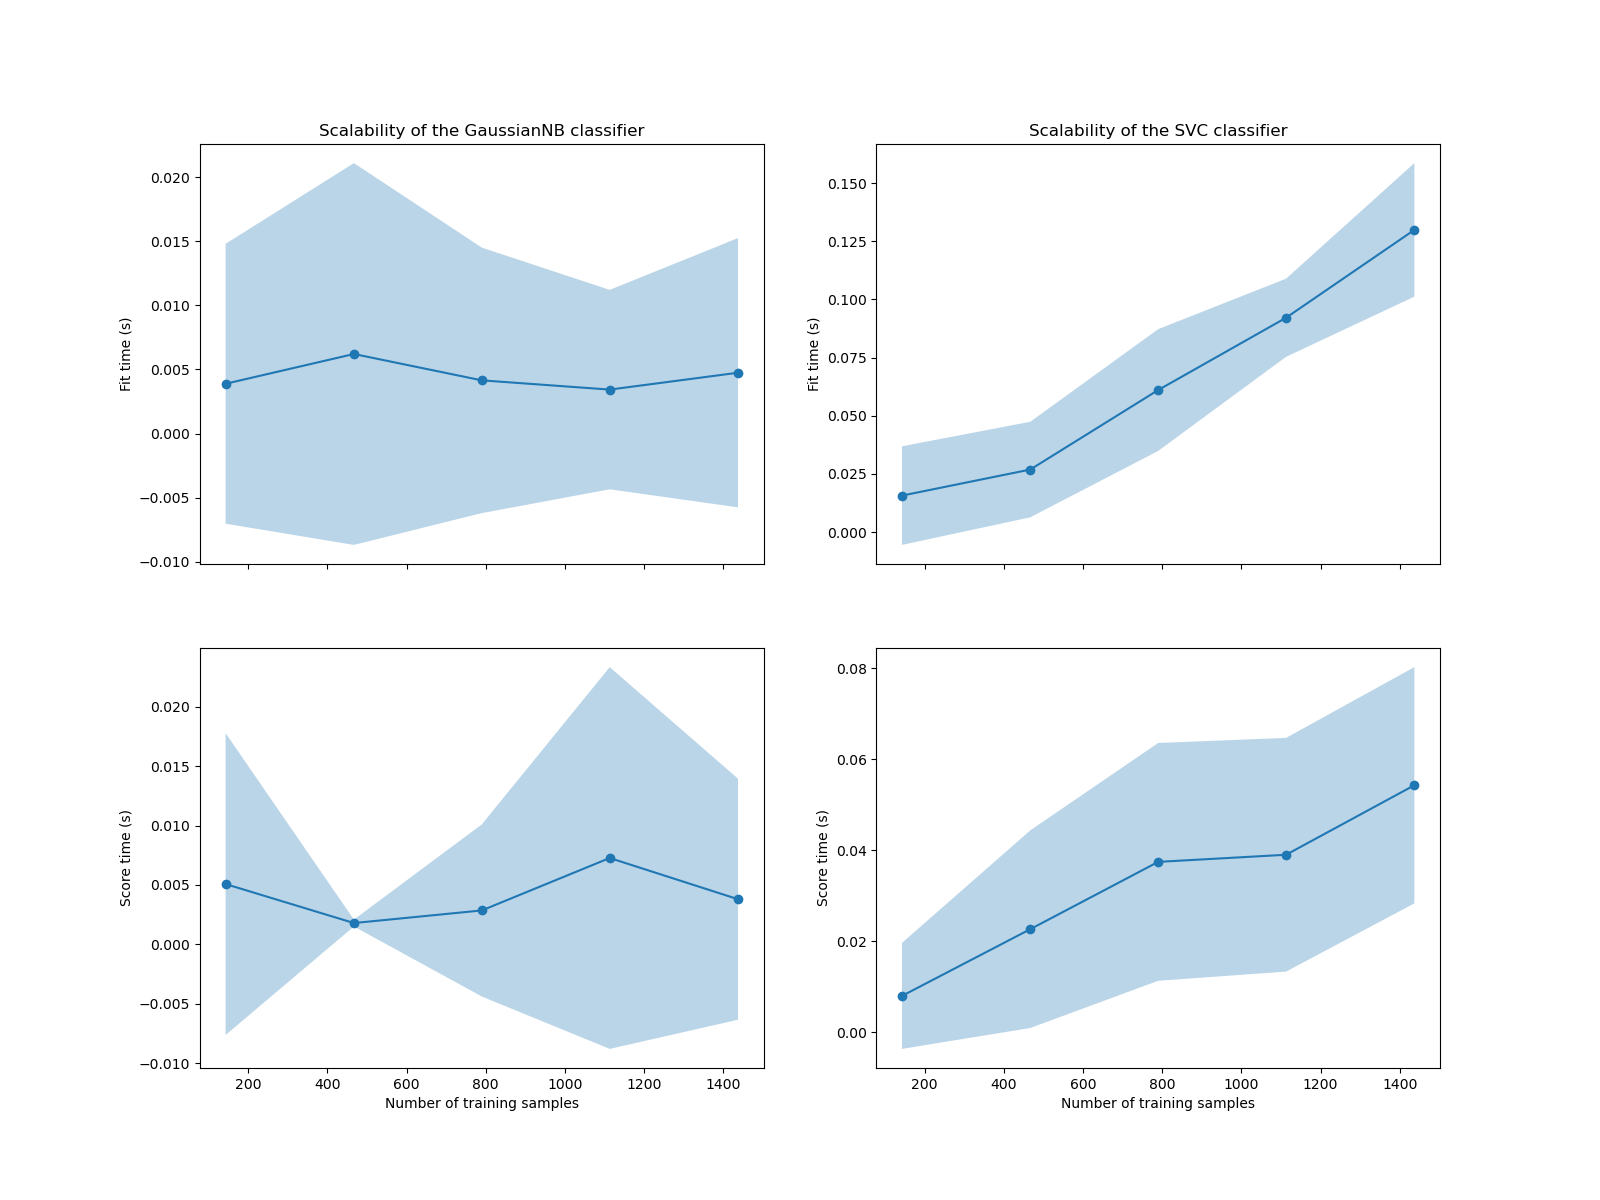 Scalability of the GaussianNB classifier
0.020
0.015
0.010
0.005
0.000
−0.005
−0.010
Fit time (s)
Scalability of the SVC classifier
0.150
0.125
0.100
0.075
0.050
0.025
0.000
Fit time (s)
0.020
0.015
0.010
0.005
0.000
−0.005
−0.010
Score time (s)
200 400 600 800 1000 1200 1400
Number of training samples
0.08
0.06
0.04
0.02
0.00
Score time (s)
200 400 600 800 1000 1200 1400
Number of training samples